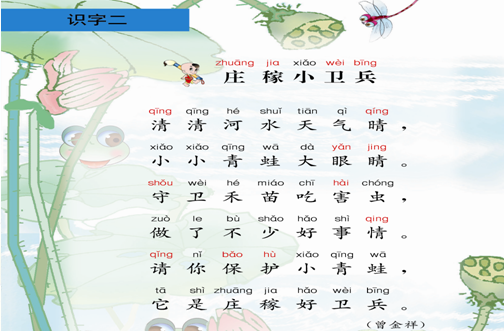 识字二
zhuāng jia xiǎo wèi bīng
庄稼小卫兵
qīng qīng hé shuǐ tiān qì qíng
清清河水天气晴，
xiǎo xiǎo qīng wā dà yǎn jing
小小青蛙大眼睛。
shǒu wèi hé miáo chī hài chóng
守卫禾苗吃害虫，
zuò le bù shǎo hǎo shì qing
做了不少好事情。
qǐng nǐ bǎo hù xiǎo qīng wā
请你保护小青蛙，
tā shì zhuāng jia hǎo wèi bīng
它是庄稼好卫兵。
（曾金祥）